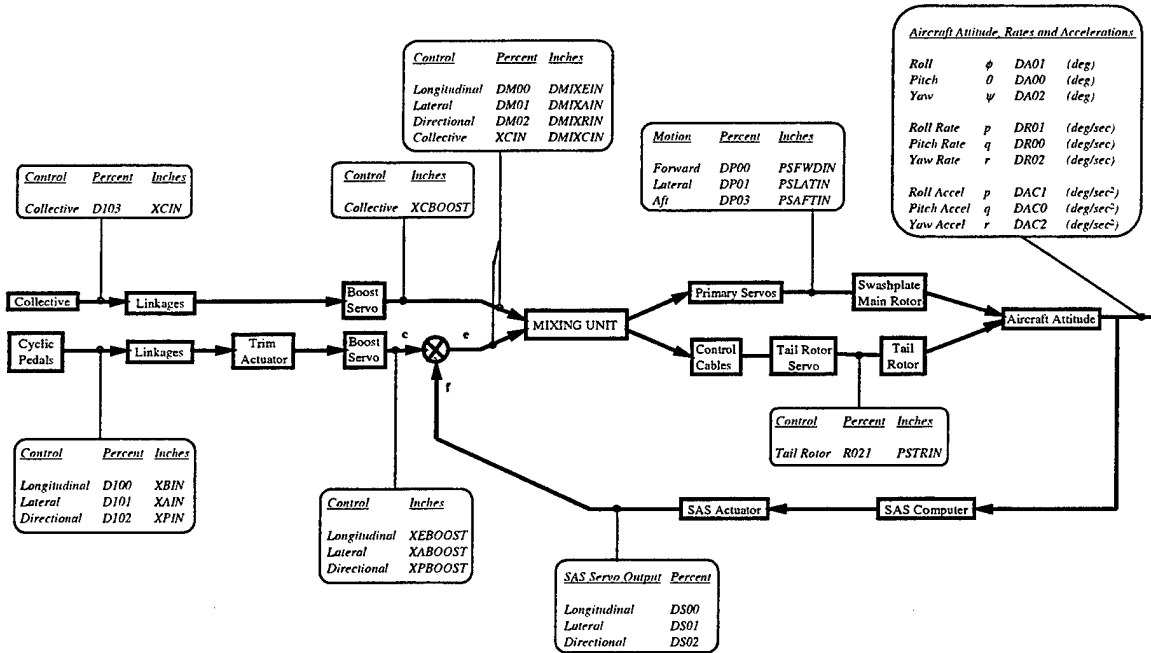 Aircraft Attitude, Rates and Accelerations
Roll ϕ DA01 (deg)
Pitch θ DA00 (deg)
Yaw ψ DA02 (deg)
Roll Rate p DR01 (deg/sec)
Pitch Rate q DR00 (deg/sec)
Yaw Rate r DR02 (deg/sec)
Roll Accel p DAC1 (deg/sec²)
Pitch Accel q DAC0 (deg/sec²)
Yaw Accel r DAC2 (deg/sec²)
Control Percent Inches
Longitudinal DM00 DMIXEIN
Lateral DM01 DMIXAIN
Directional DM02 DMIXRIN
Collective XCIN DMIXCIN
Motion Percent Inches
Forward DP00 PSFWDIN
Lateral DP01 PSLATIN
Aft DP03 PSAFTIN
Control Percent Inches
Collective D103 XCIN
Control Inches
Collective XCBOOST
Collective
Linkages
Boost
Servo
MIXING UNIT
Primary Servos
Swashplate
Main Rotor
Aircraft Attitude
Cyclic
Pedals
Linkages
Trim
Actuator
Boost
Servo
c
e
f
Control
Cables
Tail Rotor
Servo
Tail
Rotor
Control Percent Inches
Tail Rotor R021 PSTRIN
Control Percent Inches
Longitudinal D100 XBIN
Lateral D101 XAIN
Directional D102 XPIN
Control Inches
Longitudinal XEBOOST
Lateral XABOOST
Directional XPBOOST
SAS Actuator
SAS Computer
SAS Servo Output Percent
Longitudinal DS00
Lateral DS01
Directional DS02